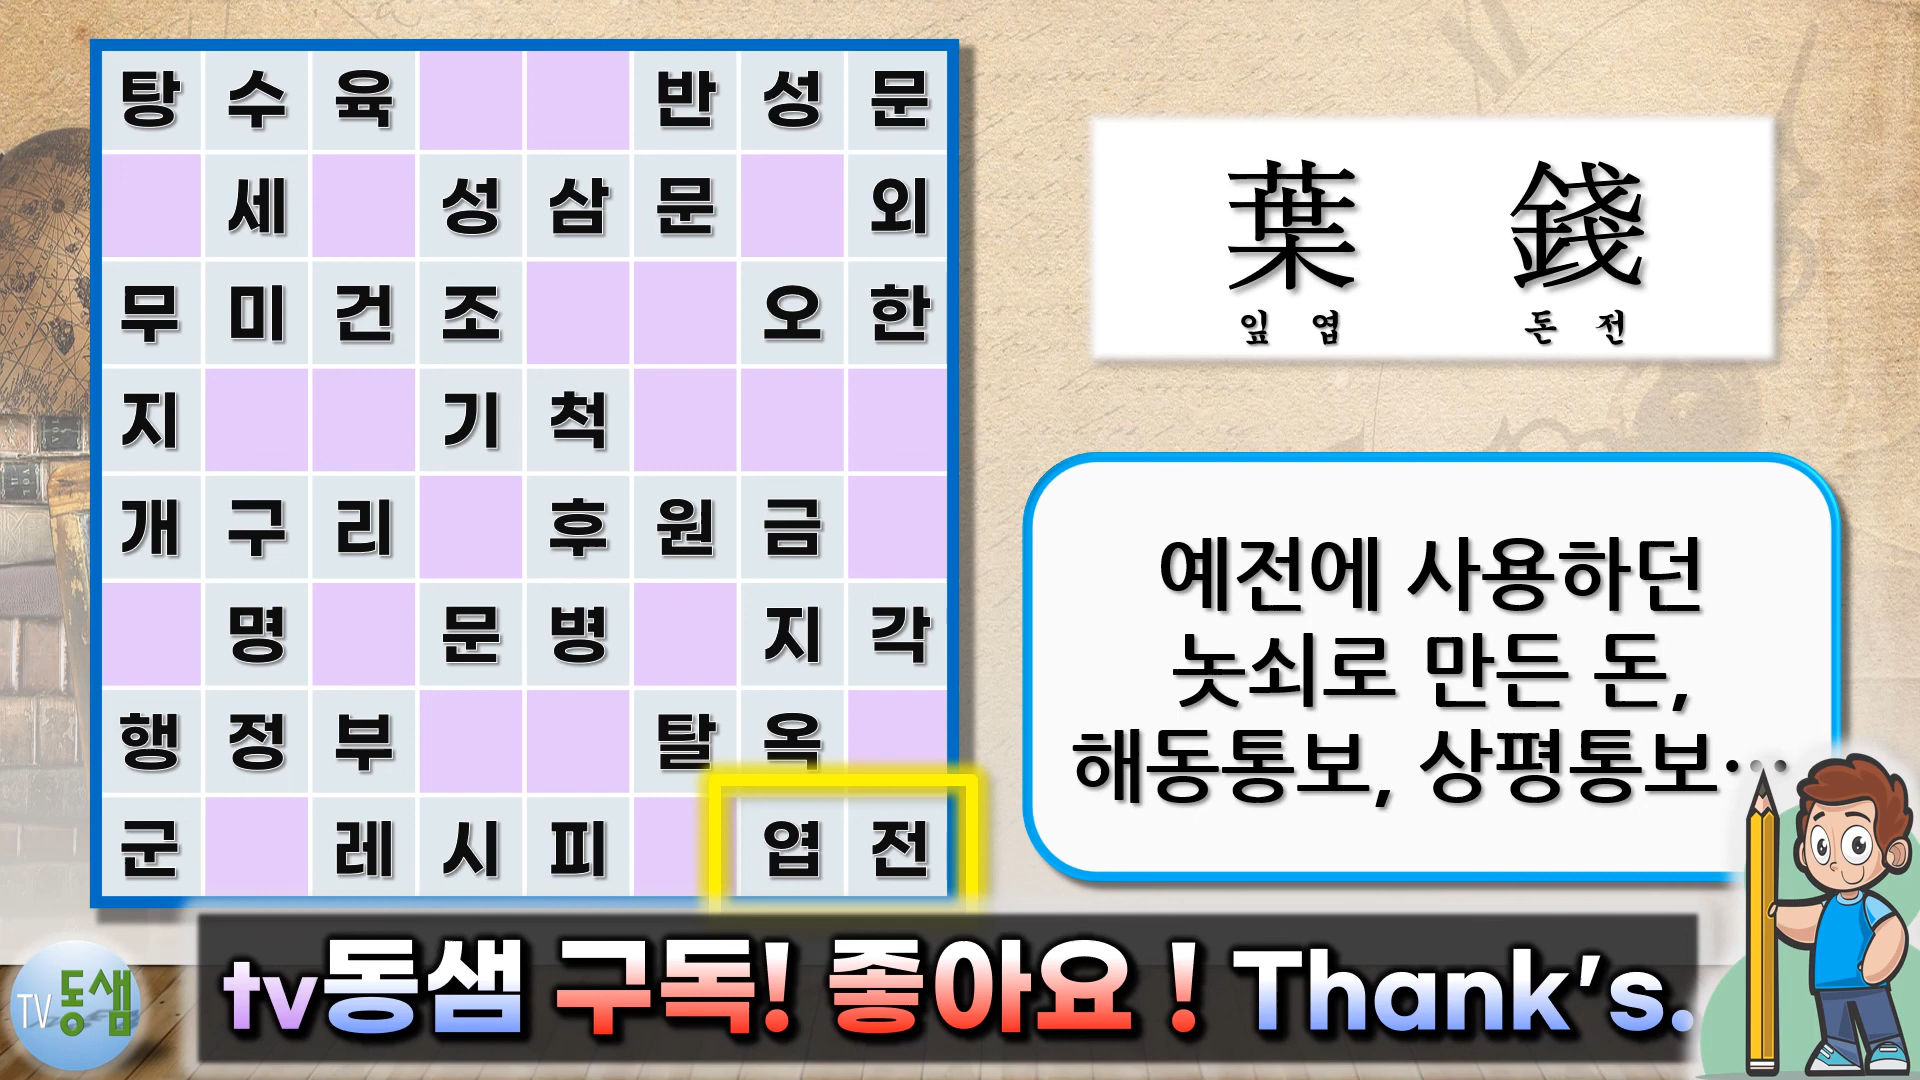 탕 수 육 반 성 문
세 성 삼 문 외
무 미 건 조 오 한
지 기 척
개 구 리 후 원 금
명 문 병 지 각
행 정 부 탈 옥
군 레 시 피 엽 전
葉 錢
잎 엽 돈 전
예전에 사용하던
놋쇠로 만든 돈,
해동통보, 상평통보…
TV동샘
tv동샘 구독! 좋아요 ! Thank’s.